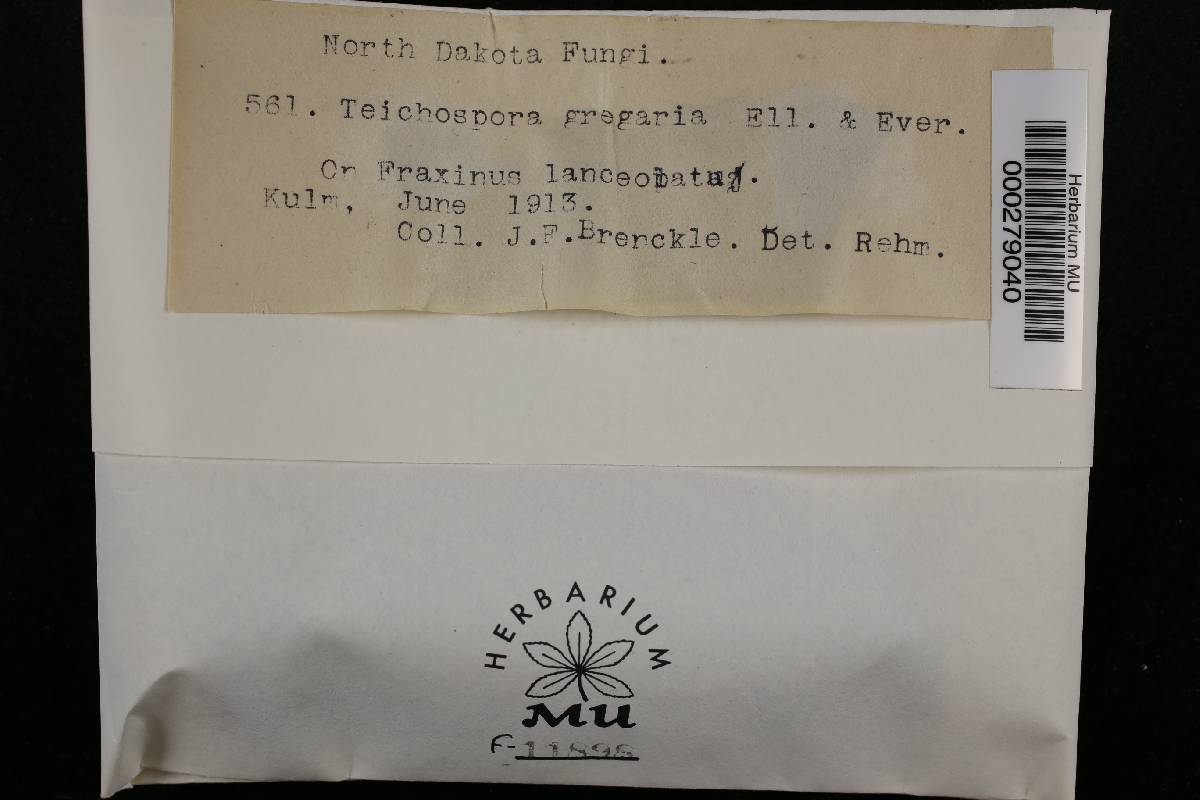 North Dakota Fungi.
561. Teichospora gregaria Ell. & Ever.
On Fraxinus lanceolata.
Kulm, June 1913.
Coll. J.F.Brenckle. Det. Rehm.
Herbarium MU
000279040
HERBARIUM
MU
F-11898